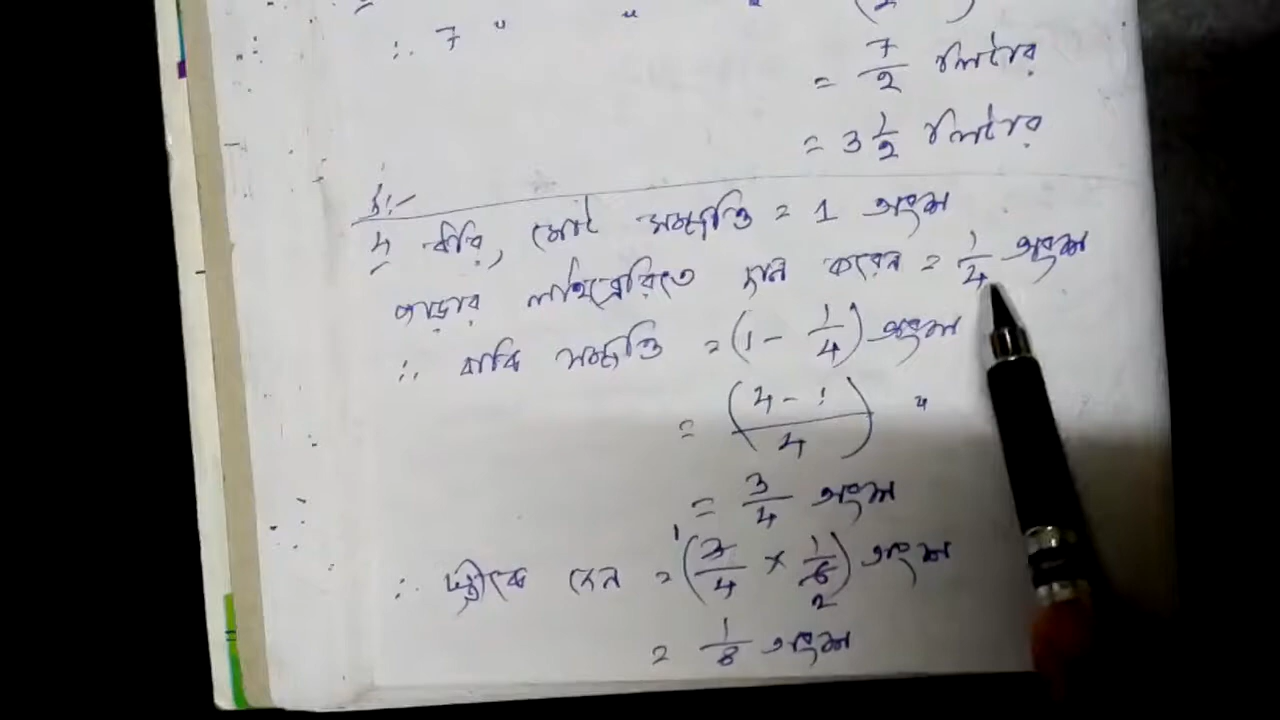 ∴ 7 " " "
= 7/2 লিটার
= 3 1/2 লিটার
ধরি, মোট সম্পত্তি = 1 অংশ
পাড়ার লাইব্রেরিতে দান করেন = 1/4 অংশ
∴ বাকি সম্পত্তি = (1 - 1/4) অংশ
= (4 - 1 / 4) "
= 3/4 অংশ
∴ স্ত্রীকে দেন = (3/4 × 1/6) অংশ
= 1/8 অংশ